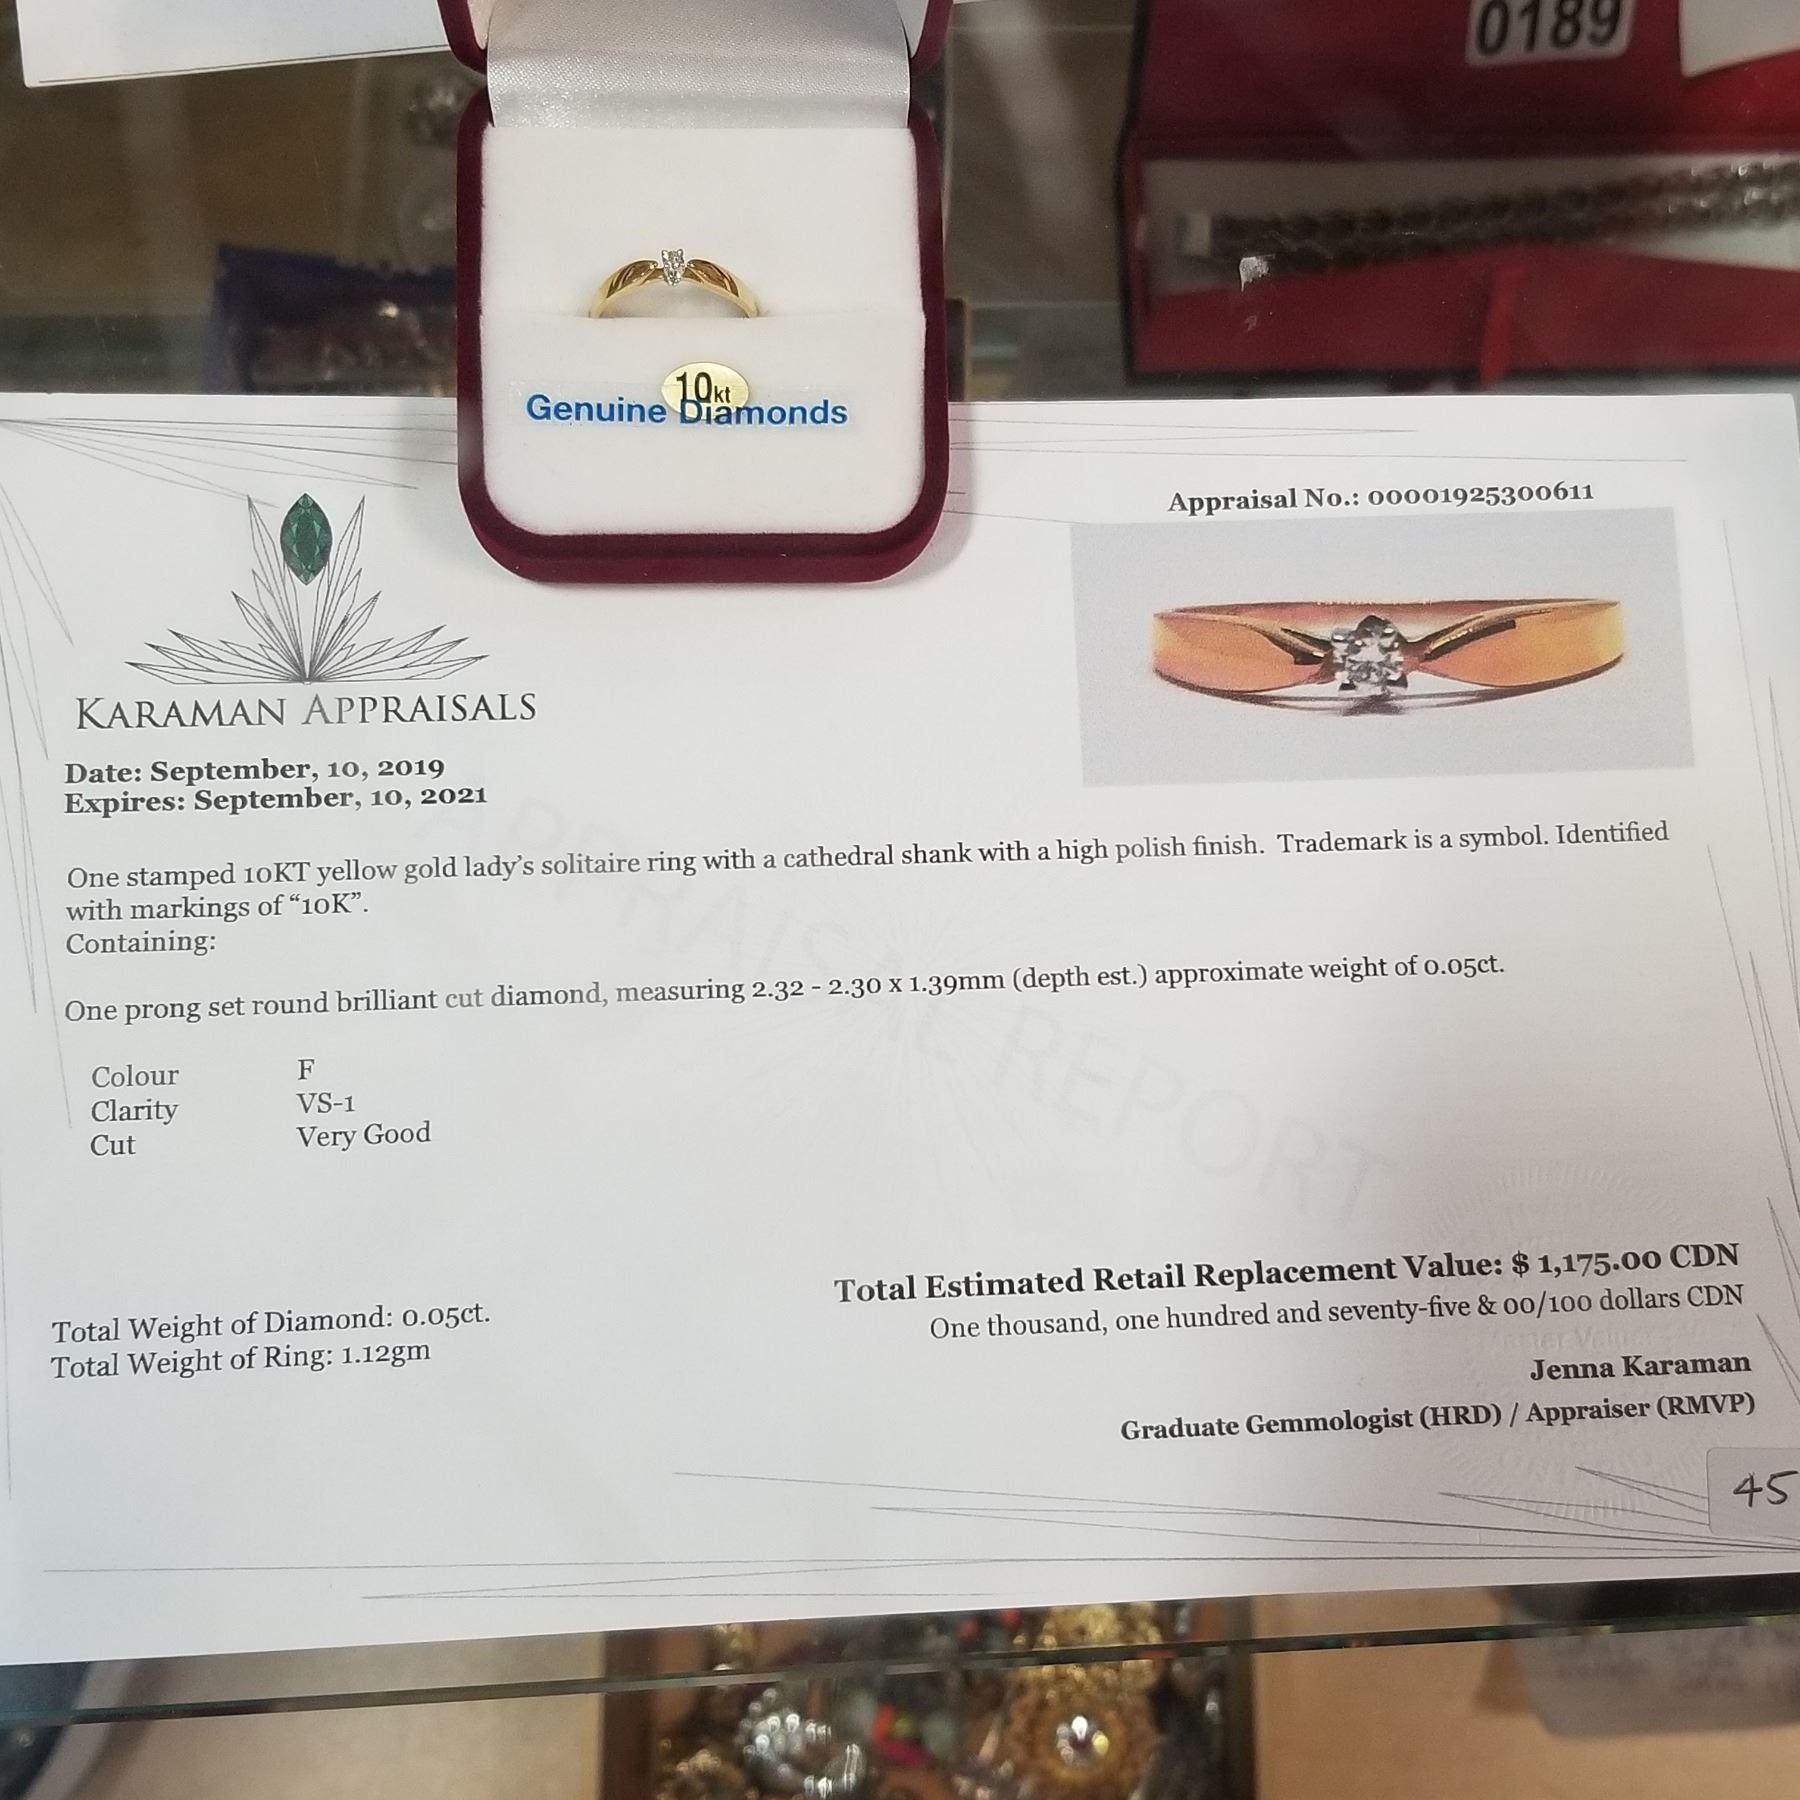 0189
10kt
Genuine Diamonds
Appraisal No.: 00001925300611
KARAMAN APPRAISALS
Date: September, 10, 2019
Expires: September, 10, 2021
One stamped 10KT yellow gold lady's solitaire ring with a cathedral shank with a high polish finish. Trademark is a symbol. Identified
with markings of "10K".
Containing:
One prong set round brilliant cut diamond, measuring 2.32 - 2.30 x 1.39mm (depth est.) approximate weight of 0.05ct.
APPRAISAL REPORT
Colour F
Clarity VS-1
Cut Very Good
Total Estimated Retail Replacement Value: $ 1,175.00 CDN
One thousand, one hundred and seventy-five & 00/100 dollars CDN
Total Weight of Diamond: 0.05ct.
Total Weight of Ring: 1.12gm
Jenna Karaman
Graduate Gemmologist (HRD) / Appraiser (RMVP)
45